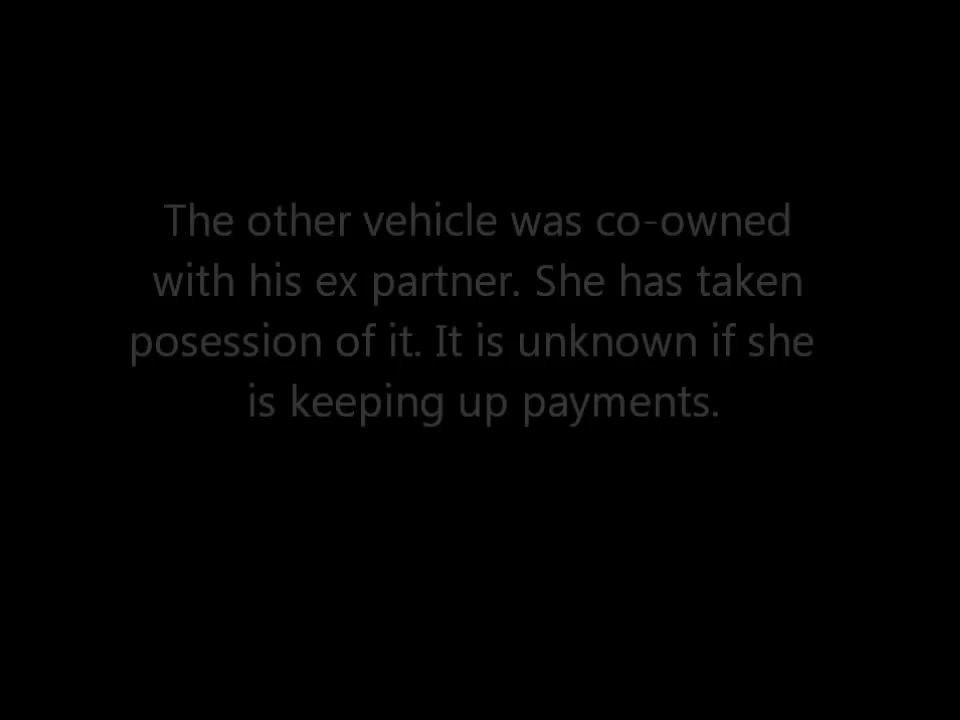 The other vehicle was co-owned
with his ex partner. She has taken
posession of it. It is unknown if she
is keeping up payments.